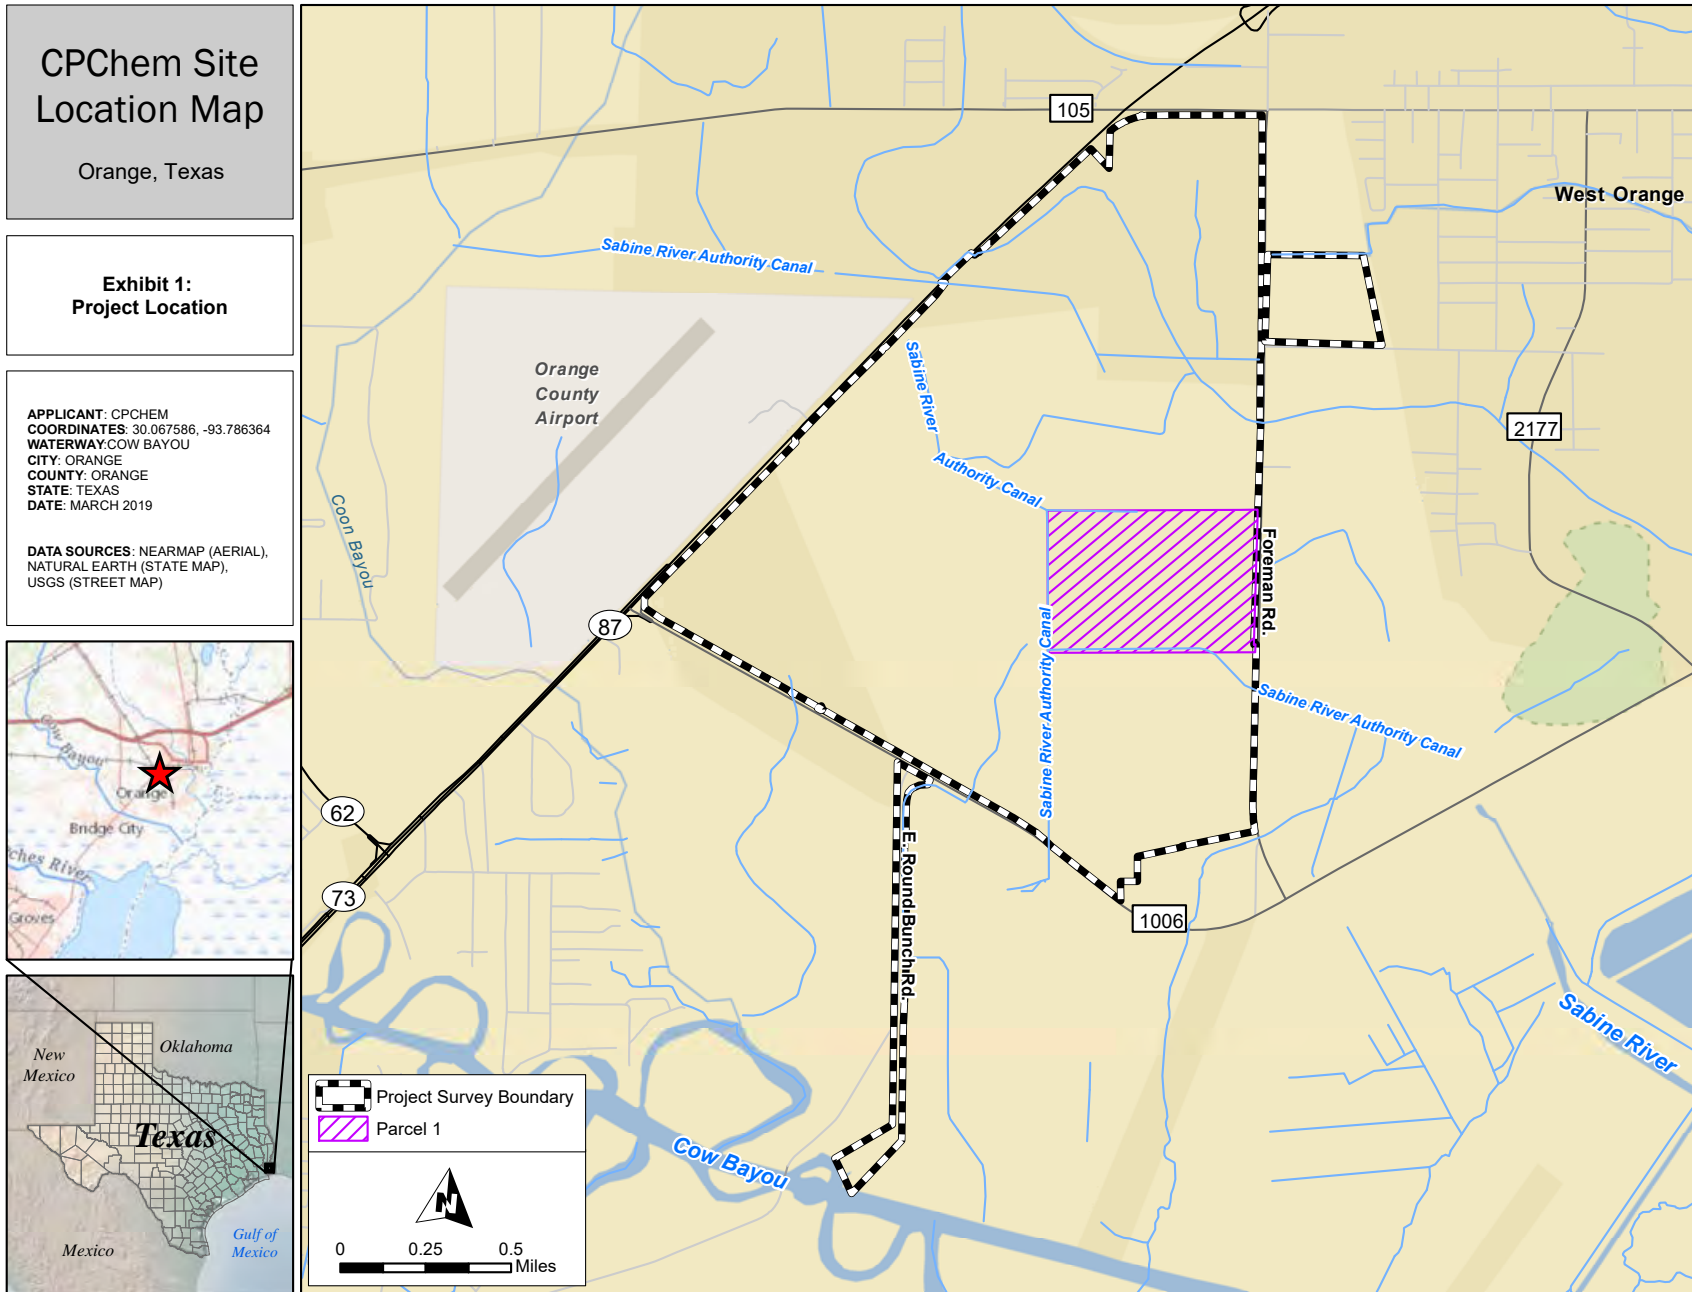 CPChem Site
Location Map
Orange, Texas
Exhibit 1:
Project Location
APPLICANT: CPCHEM
COORDINATES: 30.067586, -93.786364
WATERWAY:COW BAYOU
CITY: ORANGE
COUNTY: ORANGE
STATE: TEXAS
DATE: MARCH 2019
DATA SOURCES: NEARMAP (AERIAL),
NATURAL EARTH (STATE MAP),
USGS (STREET MAP)
Cow Bayou
Orange
Bridge City
ches River
Groves
New
Mexico
Oklahoma
Texas
Mexico
Gulf of
Mexico
105
West Orange
Sabine River Authority Canal
Orange
County
Airport
Sabine River
Authority Canal
2177
Coon Bayou
Foreman Rd.
87
Sabine River Authority Canal
Sabine River Authority Canal
62
73
E. Round Bunch Rd.
1006
Sabine River
Cow Bayou
Project Survey Boundary
Parcel 1
N
0 0.25 0.5
Miles